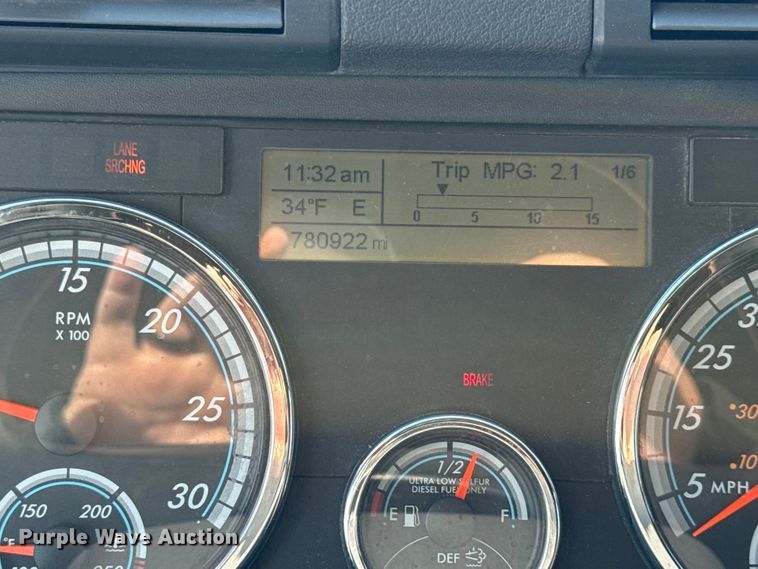 LANE
SRCHNG
11:32 am
Trip MPG: 2.1 1/6
34°F E
0 5 10 15
780922 mi
RPM
X 100
15
20
25
30
BRAKE
1/2
ULTRA LOW SULFUR
DIESEL FUEL ONLY
E F
DEF
150 200
°F
25
15
5 MPH
30
10
Purple Wave Auction